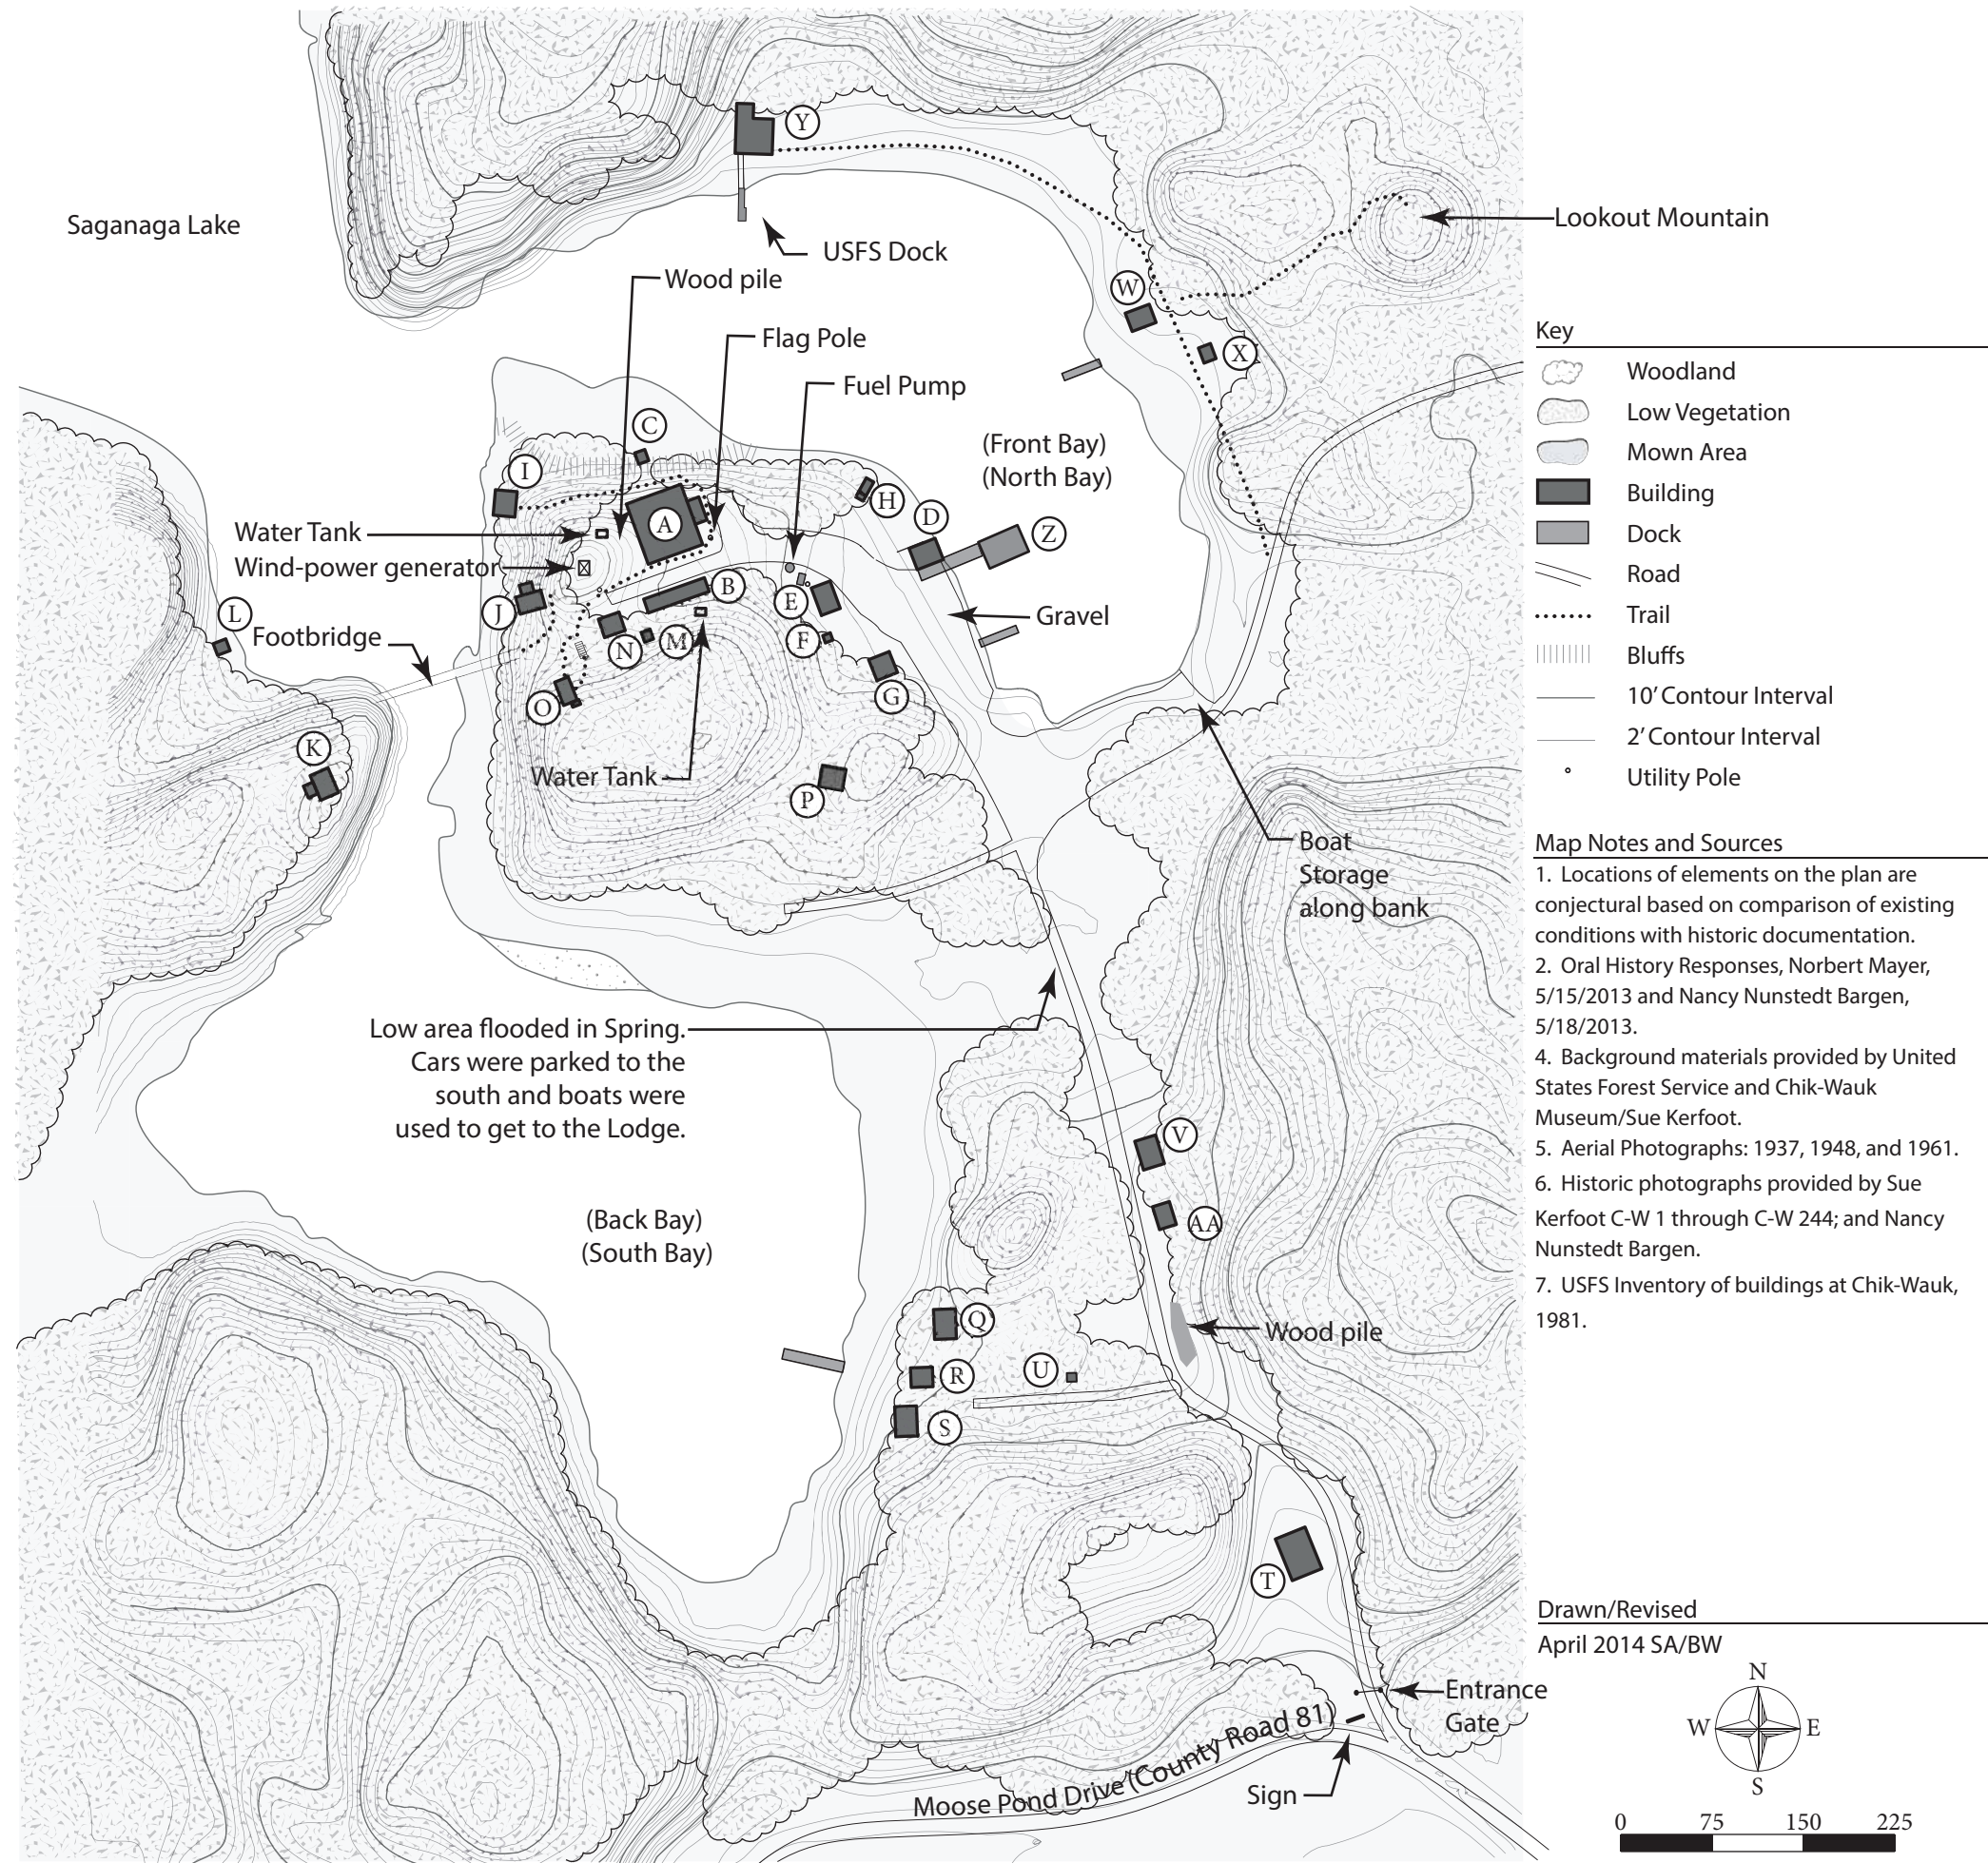 Y
Saganaga Lake
USFS Dock
Lookout Mountain
Wood pile
W
Flag Pole
X
Fuel Pump
C
(Front Bay)
(North Bay)
I
H
D
Z
A
Water Tank
Wind-power generator
B
E
J
L
Footbridge
Gravel
N
M
F
G
O
K
Water Tank
P
Boat
Storage
along bank
Low area flooded in Spring.
Cars were parked to the
south and boats were
used to get to the Lodge.
V
AA
(Back Bay)
(South Bay)
Q
Wood pile
R
U
S
T
Entrance
Gate
Moose Pond Drive (County Road 81)
Sign
Key
Woodland
Low Vegetation
Mown Area
Building
Dock
Road
Trail
Bluffs
10' Contour Interval
2' Contour Interval
Utility Pole
Map Notes and Sources
1. Locations of elements on the plan are
conjectural based on comparison of existing
conditions with historic documentation.
2. Oral History Responses, Norbert Mayer,
5/15/2013 and Nancy Nunstedt Bargen,
5/18/2013.
4. Background materials provided by United
States Forest Service and Chik-Wauk
Museum/Sue Kerfoot.
5. Aerial Photographs: 1937, 1948, and 1961.
6. Historic photographs provided by Sue
Kerfoot C-W 1 through C-W 244; and Nancy
Nunstedt Bargen.
7. USFS Inventory of buildings at Chik-Wauk,
1981.
Drawn/Revised
April 2014 SA/BW
N
W E
S
0 75 150 225